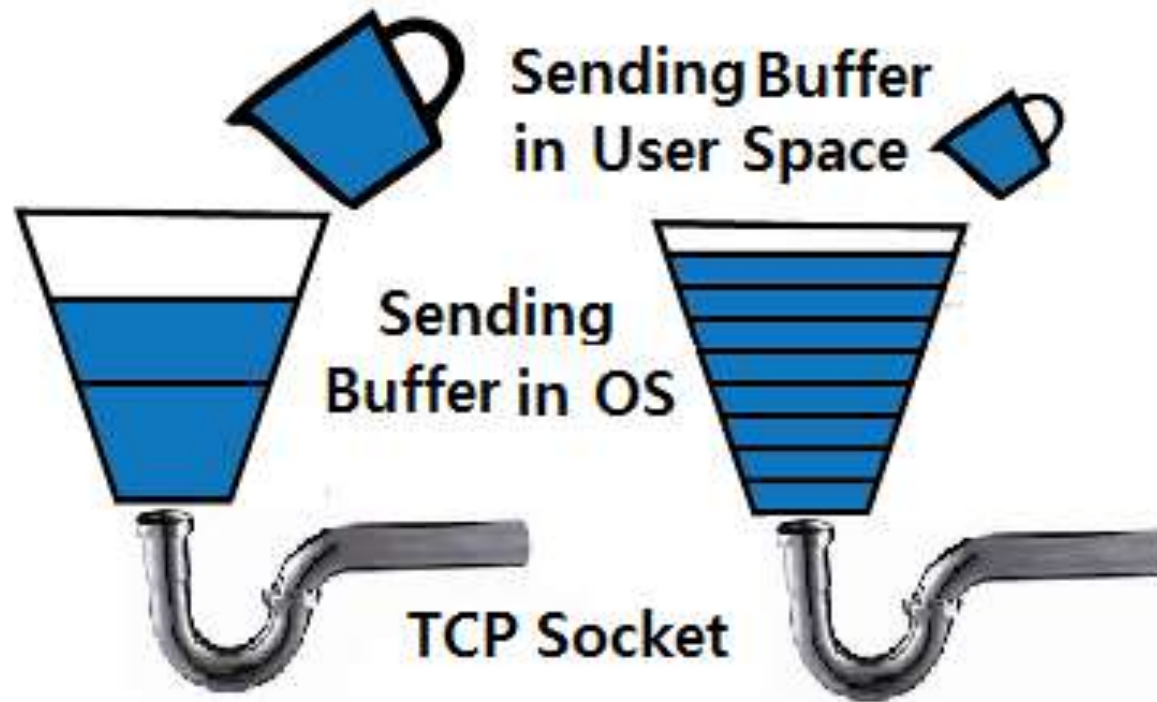 Sending Buffer
in User Space
Sending
Buffer in OS
TCP Socket